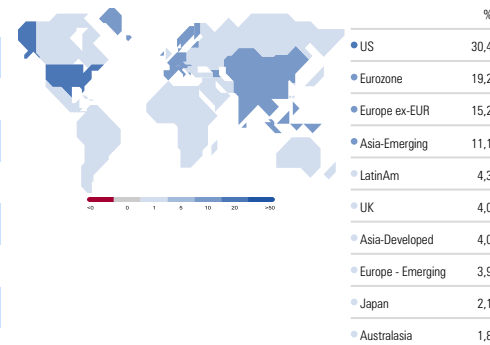 %
US 30,4
Eurozone 19,2
Europe ex-EUR 15,2
Asia-Emerging 11,1
LatinAm 4,3
UK 4,0
Asia-Developed 4,0
Europe - Emerging 3,9
Japan 2,1
Australasia 1,8
<0 0 1 5 10 20 >50